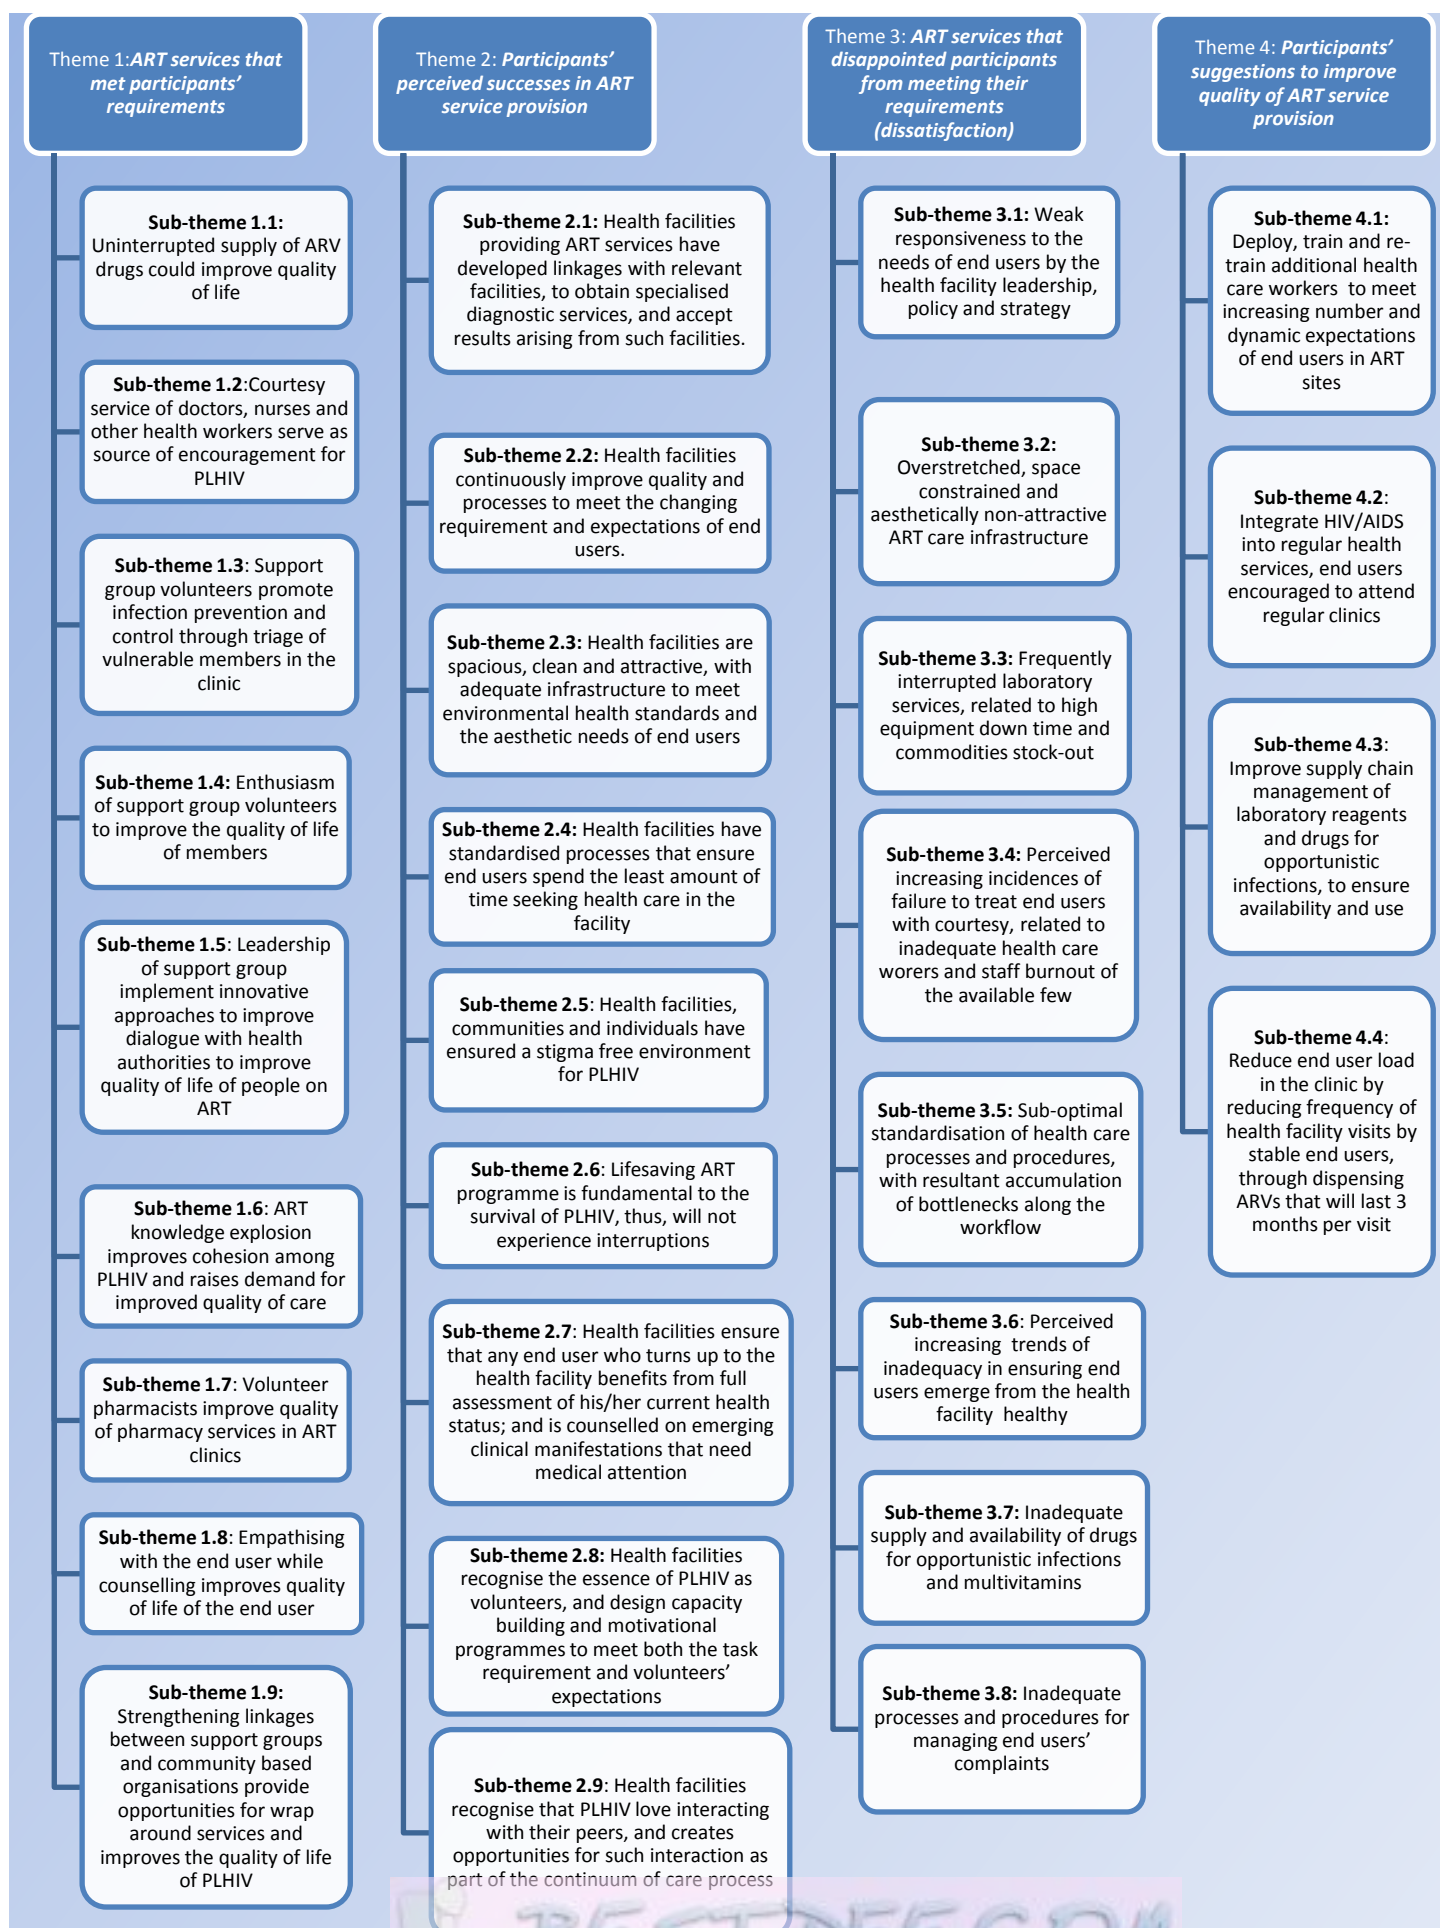 Theme 1:ART services that
met participants’
requirements
Sub-theme 1.1:
Uninterrupted supply of ARV
drugs could improve quality
of life
Sub-theme 1.2:Courtesy
service of doctors, nurses and
other health workers serve as
source of encouragement for
PLHIV
Sub-theme 1.3: Support
group volunteers promote
infection prevention and
control through triage of
vulnerable members in the
clinic
Sub-theme 1.4: Enthusiasm
of support group volunteers
to improve the quality of life
of members
Sub-theme 1.5: Leadership
of support group
implement innovative
approaches to improve
dialogue with health
authorities to improve
quality of life of people on
ART
Sub-theme 1.6: ART
knowledge explosion
improves cohesion among
PLHIV and raises demand for
improved quality of care
Sub-theme 1.7: Volunteer
pharmacists improve quality
of pharmacy services in ART
clinics
Sub-theme 1.8: Empathising
with the end user while
counselling improves quality
of life of the end user
Sub-theme 1.9:
Strengthening linkages
between support groups
and community based
organisations provide
opportunities for wrap
around services and
improves the quality of life
of PLHIV
Theme 2: Participants’
perceived successes in ART
service provision
Sub-theme 2.1: Health facilities
providing ART services have
developed linkages with relevant
facilities, to obtain specialised
diagnostic services, and accept
results arising from such facilities.
Sub-theme 2.2: Health facilities
continuously improve quality and
processes to meet the changing
requirement and expectations of end
users.
Sub-theme 2.3: Health facilities are
spacious, clean and attractive, with
adequate infrastructure to meet
environmental health standards and
the aesthetic needs of end users
Sub-theme 2.4: Health facilities have
standardised processes that ensure
end users spend the least amount of
time seeking health care in the
facility
Sub-theme 2.5: Health facilities,
communities and individuals have
ensured a stigma free environment
for PLHIV
Sub-theme 2.6: Lifesaving ART
programme is fundamental to the
survival of PLHIV, thus, will not
experience interruptions
Sub-theme 2.7: Health facilities ensure
that any end user who turns up to the
health facility benefits from full
assessment of his/her current health
status; and is counselled on emerging
clinical manifestations that need
medical attention
Sub-theme 2.8: Health facilities
recognise the essence of PLHIV as
volunteers, and design capacity
building and motivational
programmes to meet both the task
requirement and volunteers’
expectations
Sub-theme 2.9: Health facilities
recognise that PLHIV love interacting
with their peers, and creates
opportunities for such interaction as
part of the continuum of care process
Theme 3: ART services that
disappointed participants
from meeting their
requirements
(dissatisfaction)
Sub-theme 3.1: Weak
responsiveness to the
needs of end users by the
health facility leadership,
policy and strategy
Sub-theme 3.2:
Overstretched, space
constrained and
aesthetically non-attractive
ART care infrastructure
Sub-theme 3.3: Frequently
interrupted laboratory
services, related to high
equipment down time and
commodities stock-out
Sub-theme 3.4: Perceived
increasing incidences of
failure to treat end users
with courtesy, related to
inadequate health care
worers and staff burnout of
the available few
Sub-theme 3.5: Sub-optimal
standardisation of health care
processes and procedures,
with resultant accumulation
of bottlenecks along the
workflow
Sub-theme 3.6: Perceived
increasing trends of
inadequacy in ensuring end
users emerge from the health
facility healthy
Sub-theme 3.7: Inadequate
supply and availability of drugs
for opportunistic infections
and multivitamins
Sub-theme 3.8: Inadequate
processes and procedures for
managing end users’
complaints
Theme 4: Participants’
suggestions to improve
quality of ART service
provision
Sub-theme 4.1:
Deploy, train and re-
train additional health
care workers to meet
increasing number and
dynamic expectations
of end users in ART
sites
Sub-theme 4.2:
Integrate HIV/AIDS
into regular health
services, end users
encouraged to attend
regular clinics
Sub-theme 4.3:
Improve supply chain
management of
laboratory reagents
and drugs for
opportunistic
infections, to ensure
availability and use
Sub-theme 4.4:
Reduce end user load
in the clinic by
reducing frequency of
health facility visits by
stable end users,
through dispensing
ARVs that will last 3
months per visit